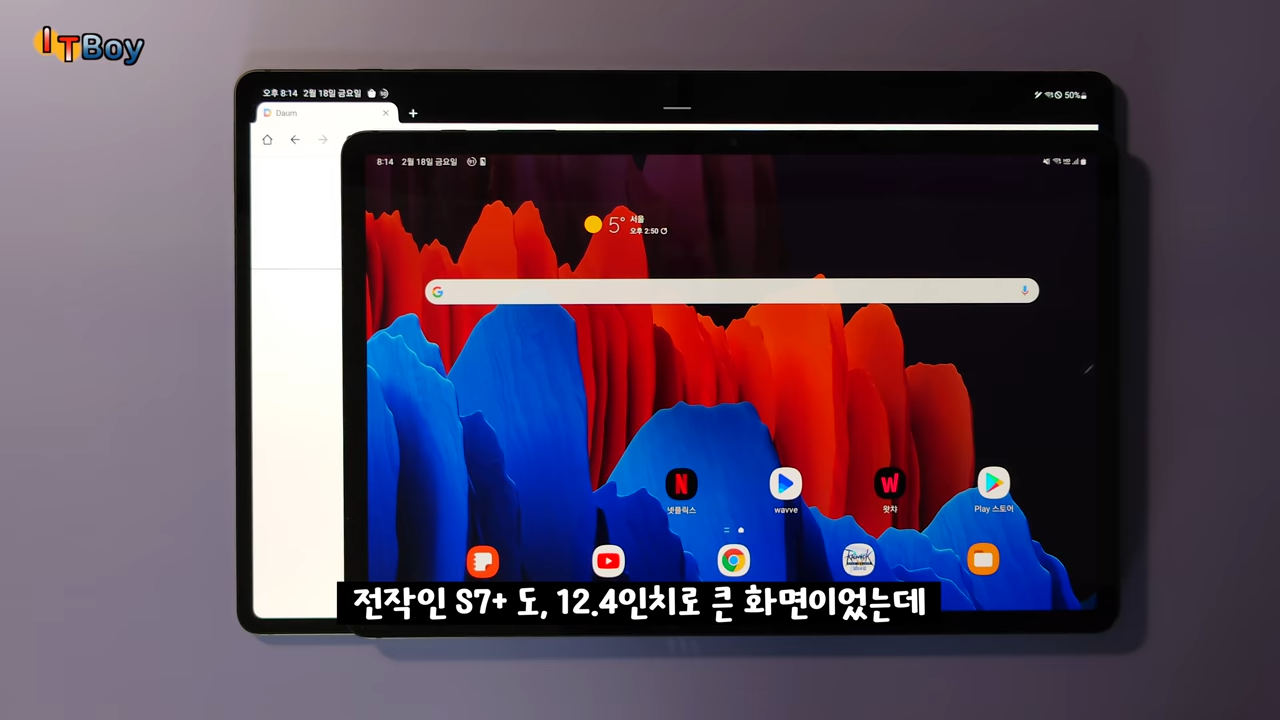 ITBoy
오후 8:14 2월 18일 금요일
50%
Daum
8:14 2월 18일 금요일
5° 서울
오후 2:50
넷플릭스
wavve
왓챠
Play 스토어
전작인 S7+ 도, 12.4인치로 큰 화면이었는데